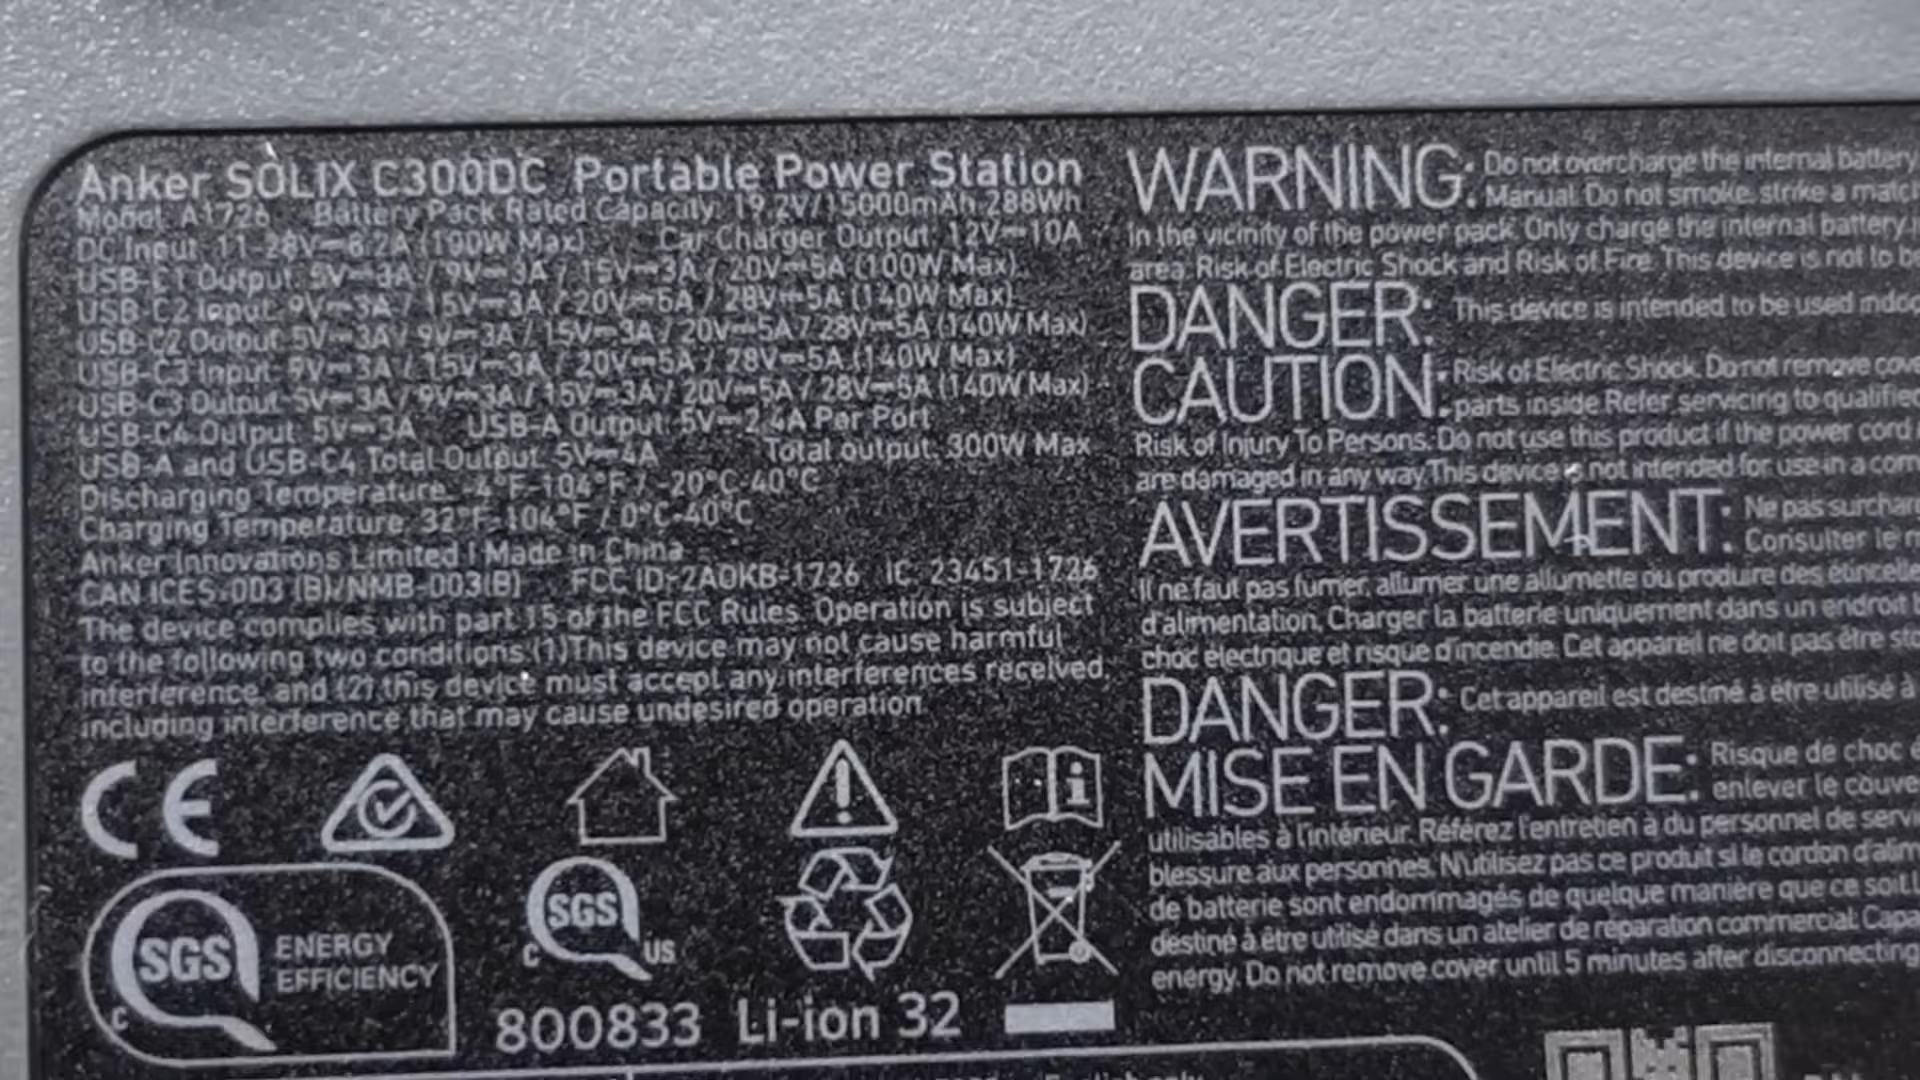 Anker SOLIX C300DC Portable Power Station
Model: A1726 Battery Pack Rated Capacity: 19.2V/15000mAh 288Wh
DC Input: 11-28V⎓8.2A (100W Max) Car Charger Output: 12V⎓10A
USB-C1 Output: 5V⎓3A / 9V⎓3A / 15V⎓3A / 20V⎓5A (100W Max)
USB-C2 Input: 9V⎓3A / 15V⎓3A / 20V⎓5A / 28V⎓5A (140W Max)
USB-C2 Output: 5V⎓3A / 9V⎓3A / 15V⎓3A / 20V⎓5A / 28V⎓5A (140W Max)
USB-C3 Input: 9V⎓3A / 15V⎓3A / 20V⎓5A / 28V⎓5A (140W Max)
USB-C3 Output: 5V⎓3A / 9V⎓3A / 15V⎓3A / 20V⎓5A / 28V⎓5A (140W Max)
USB-C4 Output: 5V⎓3A USB-A Output: 5V⎓2.4A Per Port
USB-A and USB-C4 Total Output: 5V⎓4A Total output: 300W Max
Discharging Temperature: -4°F-104°F / -20°C-40°C
Charging Temperature: 32°F-104°F / 0°C-40°C
Anker Innovations Limited | Made in China
CAN ICES-003 (B)/NMB-003(B) FCC ID: 2AOKB-1726 IC: 23451-1726
The device complies with part 15 of the FCC Rules. Operation is subject
to the following two conditions: (1)This device may not cause harmful
interference, and (2) this device must accept any interferences received,
including interference that may cause undesired operation.
CE
SGS ENERGY
EFFICIENCY
C
C SGS US
800833 Li-ion 32
WARNING: Do not overcharge the internal battery
Manual. Do not smoke, strike a
in the vicinity of the power pack. Only charge the internal battery
area. Risk of Electric Shock and Risk of Fire. This device is not to
DANGER: This device is intended to be used
CAUTION: Risk of Electric Shock. Do not remove
parts inside Refer servicing to
Risk of Injury To Persons. Do not use this product if the power cord
are damaged in any way. This device is not intended for use in a
AVERTISSEMENT: Ne pas
Consulter le
Il ne faut pas fumer, allumer une allumette ou produire des
d'alimentation. Charger la batterie uniquement dans un endroit
choc électrique et risque d'incendie. Cet appareil ne doit pas être
DANGER: Cet appareil est destiné à être utilisé à
MISE EN GARDE: Risque de choc
enlever le
utilisables à l'intérieur. Référez l'entretien à du personnel de
blessure aux personnes. N'utilisez pas ce produit si le cordon
de batterie sont endommagés de quelque manière que ce soit.
destiné à être utilisé dans un atelier de réparation commercial.
energy. Do not remove cover until 5 minutes after disconnecting